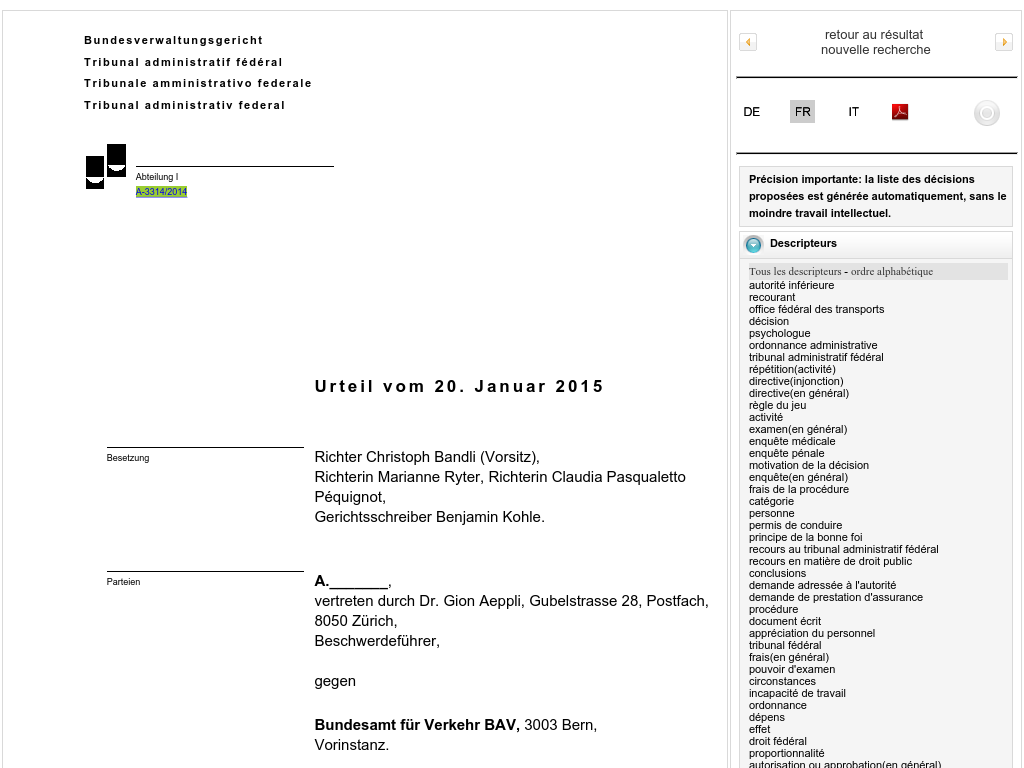 Bundesverwaltungsgericht
Tribunal administratif fédéral
Tribunale amministrativo federale
Tribunal administrativ federal
Abteilung I
A-3314/2014
Urteil vom 20. Januar 2015
Besetzung
Richter Christoph Bandli (Vorsitz),
Richterin Marianne Ryter, Richterin Claudia Pasqualetto
Péquignot,
Gerichtsschreiber Benjamin Kohle.
Parteien
A._______,
vertreten durch Dr. Gion Aeppli, Gubelstrasse 28, Postfach,
8050 Zürich,
Beschwerdeführer,
gegen
Bundesamt für Verkehr BAV, 3003 Bern,
Vorinstanz.
retour au résultat
nouvelle recherche
DE FR IT
Précision importante: la liste des décisions
proposées est générée automatiquement, sans le
moindre travail intellectuel.
Descripteurs
Tous les descripteurs - ordre alphabétique
autorité inférieure
recourant
office fédéral des transports
décision
psychologue
ordonnance administrative
tribunal administratif fédéral
répétition(activité)
directive(injonction)
directive(en général)
règle du jeu
activité
examen(en général)
enquête médicale
enquête pénale
motivation de la décision
enquête(en général)
frais de la procédure
catégorie
personne
permis de conduire
principe de la bonne foi
recours au tribunal administratif fédéral
recours en matière de droit public
conclusions
demande adressée à l'autorité
demande de prestation d'assurance
procédure
document écrit
appréciation du personnel
tribunal fédéral
frais(en général)
pouvoir d'examen
circonstances
incapacité de travail
ordonnance
dépens
effet
droit fédéral
proportionnalité
autorisation ou approbation(en général)